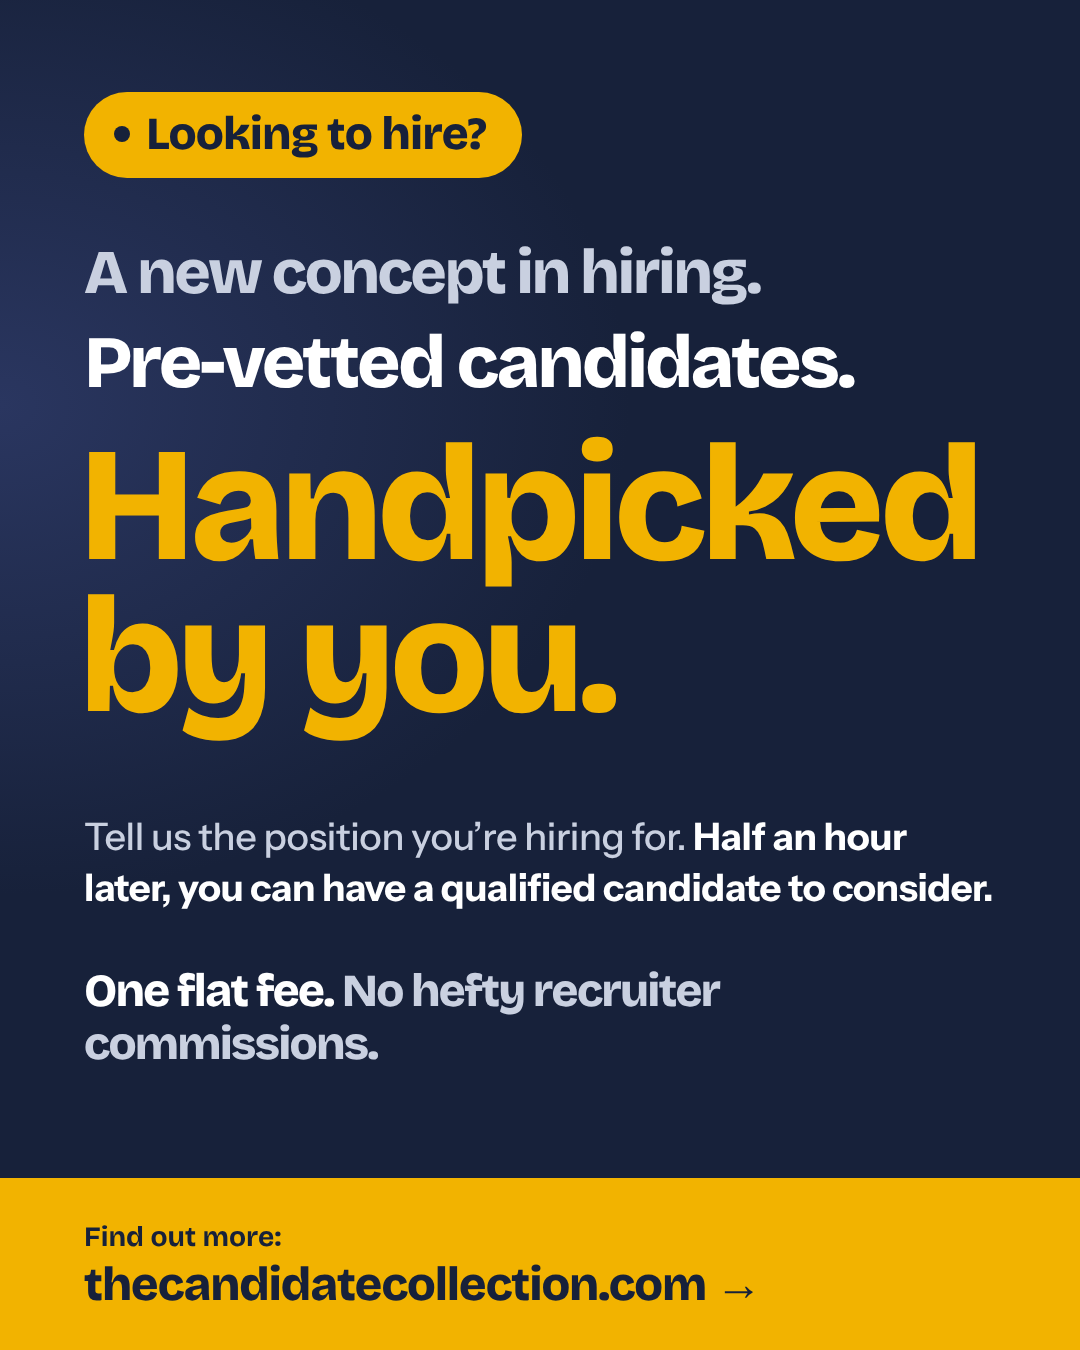 • Looking to hire?
A new concept in hiring.
Pre-vetted candidates.
Handpicked
by you.
Tell us the position you’re hiring for. Half an hour
later, you can have a qualified candidate to consider.
One flat fee. No hefty recruiter
commissions.
Find out more:
thecandidatecollection.com →